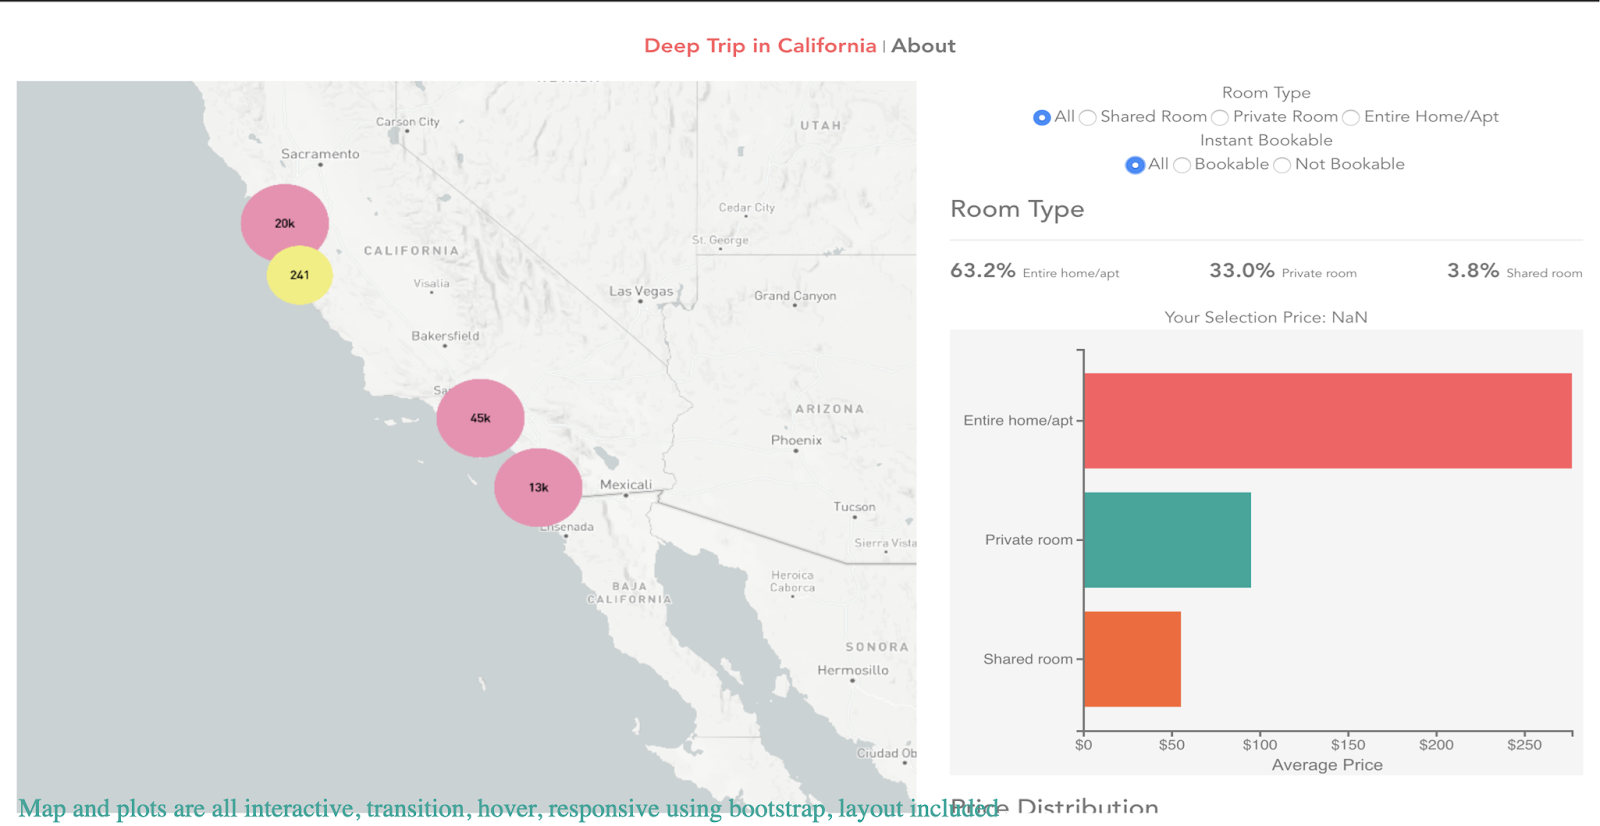 Deep Trip in California | About
Carson City
Sacramento
UTAH
20k
Cedar City
CALIFORNIA
St. George
241
Visalia
Las Vegas
Grand Canyon
Bakersfield
45k
ARIZONA
Phoenix
13k
Mexicali
Ensenada
Tucson
Sierra Vista
Heroica
Caborca
BAJA
CALIFORNIA
SONORA
Hermosillo
Ciudad Ob
Room Type
All Shared Room Private Room Entire Home/Apt
Instant Bookable
All Bookable Not Bookable
Room Type
63.2% Entire home/apt 33.0% Private room 3.8% Shared room
Your Selection Price: NaN
Entire home/apt
Private room
Shared room
$0 $50 $100 $150 $200 $250
Average Price
Price Distribution
Map and plots are all interactive, transition, hover, responsive using bootstrap, layout included